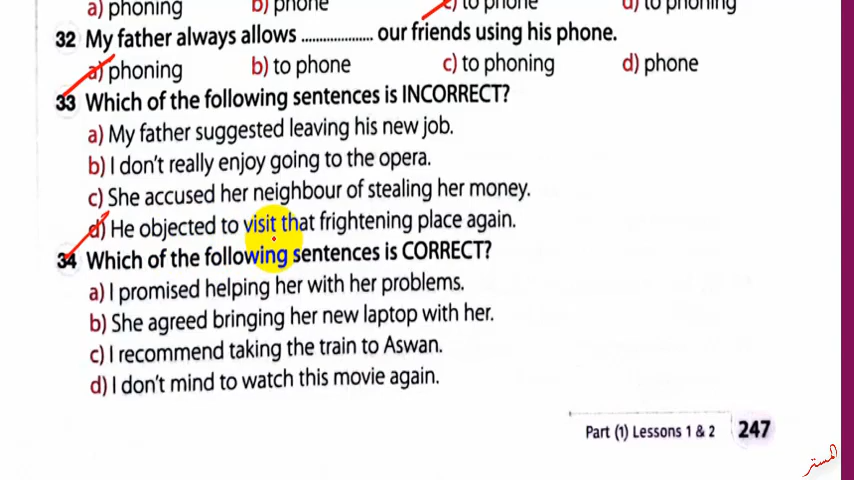 a) phoning b) phone c) to phone d) to phoning
32 My father always allows .................... our friends using his phone.
a) phoning b) to phone c) to phoning d) phone
33 Which of the following sentences is INCORRECT?
a) My father suggested leaving his new job.
b) I don't really enjoy going to the opera.
c) She accused her neighbour of stealing her money.
d) He objected to visit that frightening place again.
34 Which of the following sentences is CORRECT?
a) I promised helping her with her problems.
b) She agreed bringing her new laptop with her.
c) I recommend taking the train to Aswan.
d) I don't mind to watch this movie again.
Part (1) Lessons 1 & 2 247
المستر